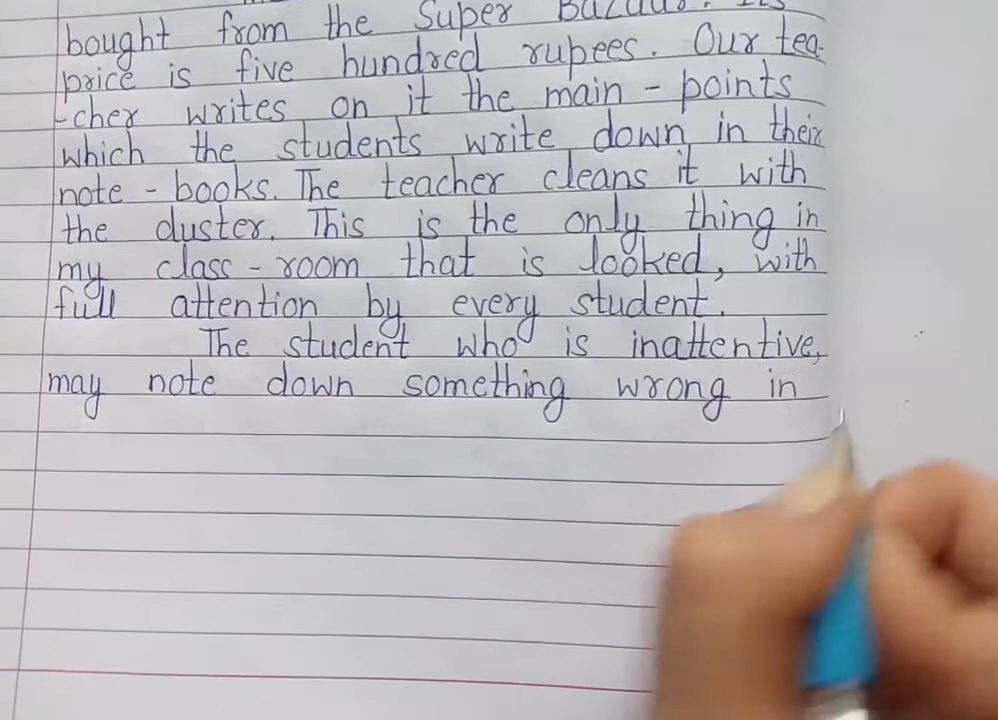 bought from the Super Bazaar. Its
price is five hundred rupees. Our tea-
-cher writes on it the main - points
which the students write down in their
note - books. The teacher cleans it with
the duster. This is the only thing in
my class - room that is looked, with
full attention by every student.
The student who is inattentive,
may note down something wrong in